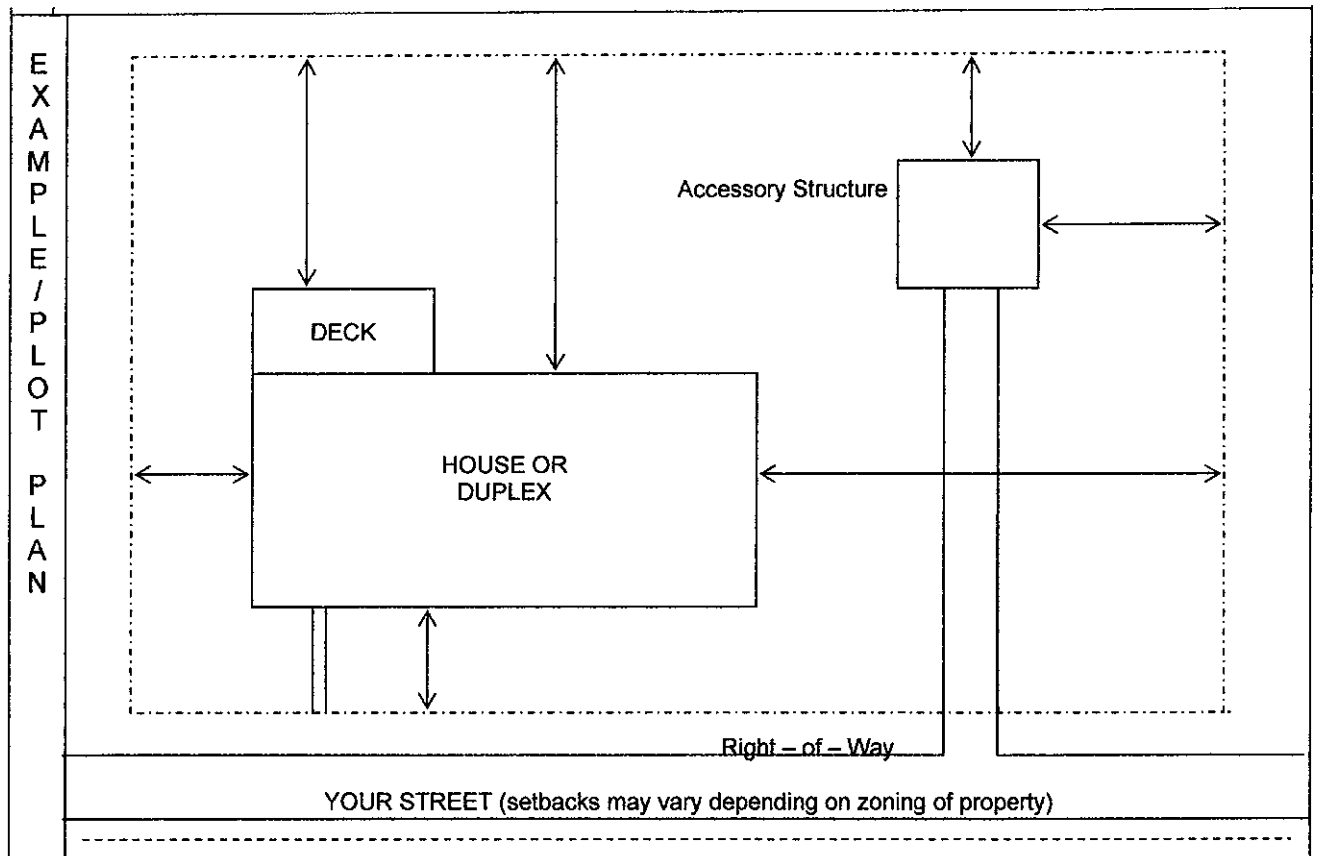 EXAMPLE/PLOT PLAN
Accessory Structure
DECK
HOUSE OR
DUPLEX
Right – of – Way
YOUR STREET (setbacks may vary depending on zoning of property)